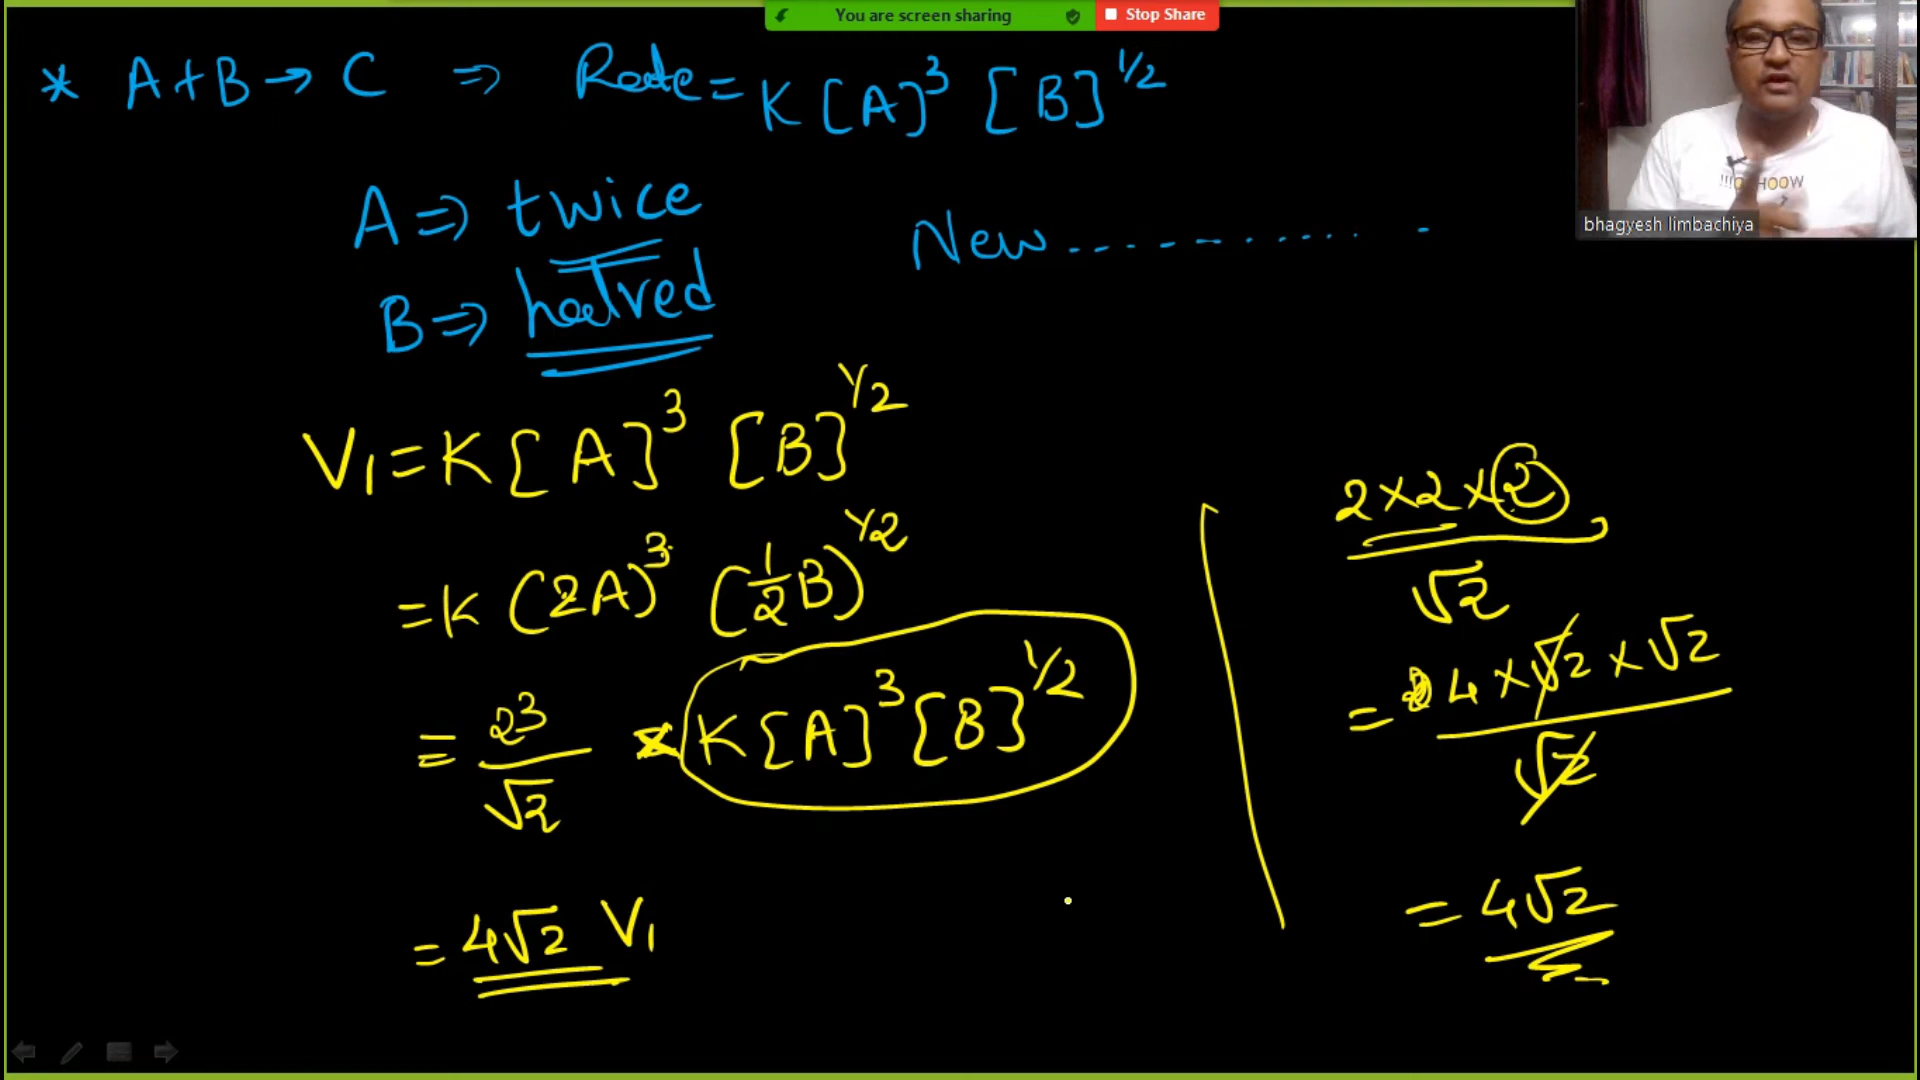 You are screen sharing
Stop Share
* A+B → C ⇒ Rate = K [A]³ [B]^1/2
A ⇒ twice
New ...........
B ⇒ halved
V₁ = K [A]³ [B]^1/2
= K (2A)³ (1/2 B)^1/2
= 2³/√2 × K [A]³ [B]^1/2
= 4√2 V₁
2×2×2
√2
= 4×√2×√2
√2
= 4√2
!!!O HOOW
bhagyesh limbachiya